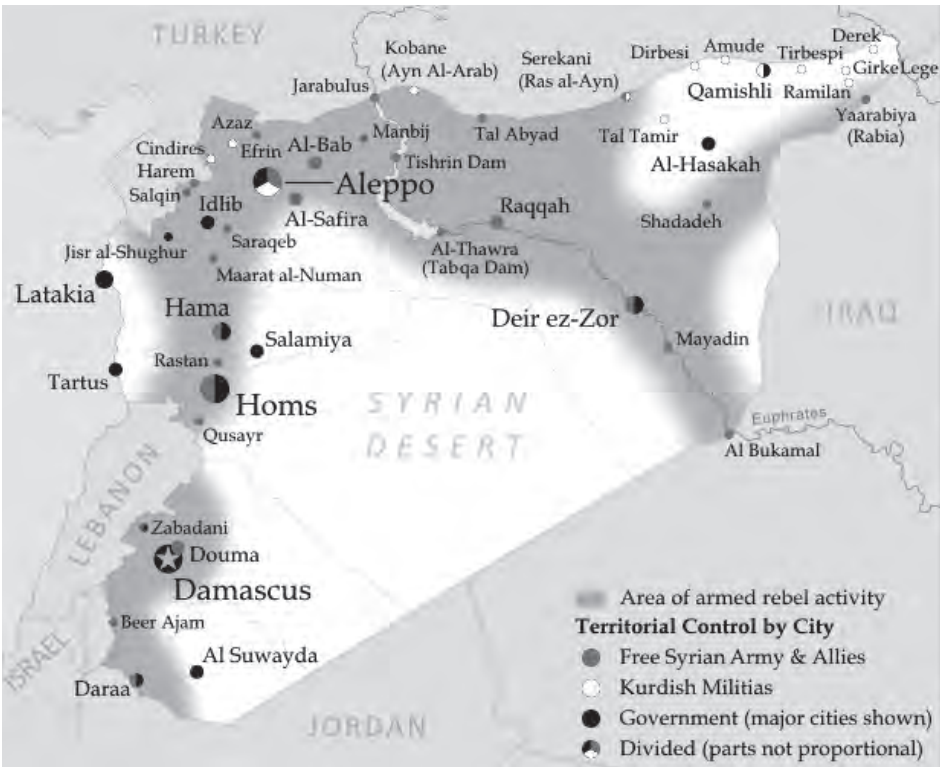 TURKEY
Kobane
(Ayn Al-Arab)
Serekani
(Ras al-Ayn)
Dirbesi
Amude
Tirbespi
Derek
GirkeLege
Jarabulus
Qamishli
Ramilan
Yaarabiya
(Rabia)
Azaz
Efrin
Al-Bab
Manbij
Tal Abyad
Tal Tamir
Cindires
Harem
Salqin
Tishrin Dam
Al-Hasakah
Aleppo
Idlib
Al-Safira
Raqqah
Shadadeh
Saraqeb
Jisr al-Shughur
Al-Thawra
(Tabqa Dam)
Maarat al-Numan
Latakia
Hama
Deir ez-Zor
IRAQ
Salamiya
Mayadin
Rastan
Tartus
Homs
SYRIAN
DESERT
Euphrates
Qusayr
Al Bukamal
LEBANON
Zabadani
Douma
Damascus
Beer Ajam
ISRAEL
Al Suwayda
Daraa
JORDAN
Area of armed rebel activity
Territorial Control by City
Free Syrian Army & Allies
Kurdish Militias
Government (major cities shown)
Divided (parts not proportional)